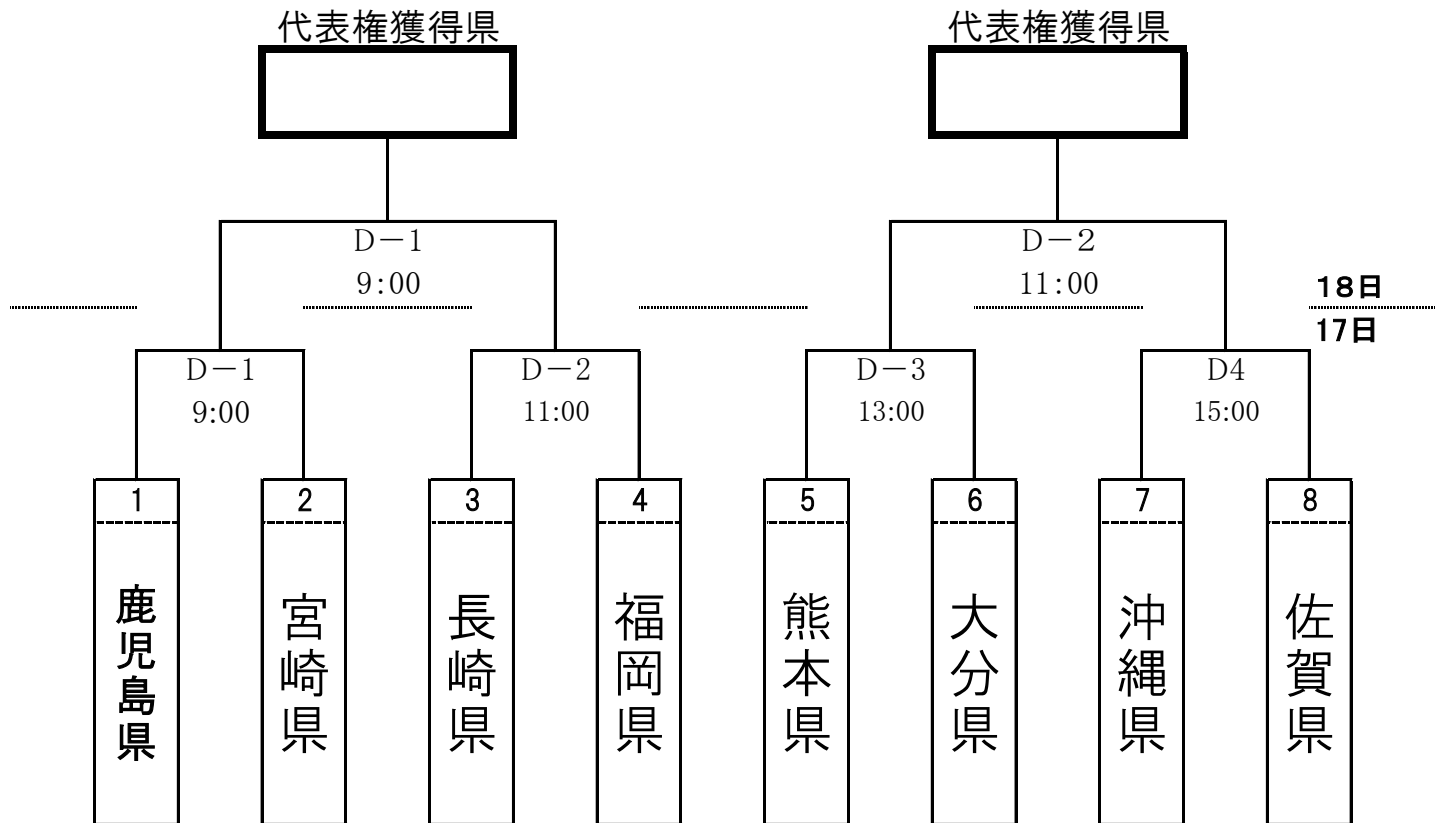 代表権獲得県
代表権獲得県
D－1
9:00
D－2
11:00
18日
17日
D－1
9:00
D－2
11:00
D－3
13:00
D4
15:00
1
2
3
4
5
6
7
8
鹿児島県
宮崎県
長崎県
福岡県
熊本県
大分県
沖縄県
佐賀県